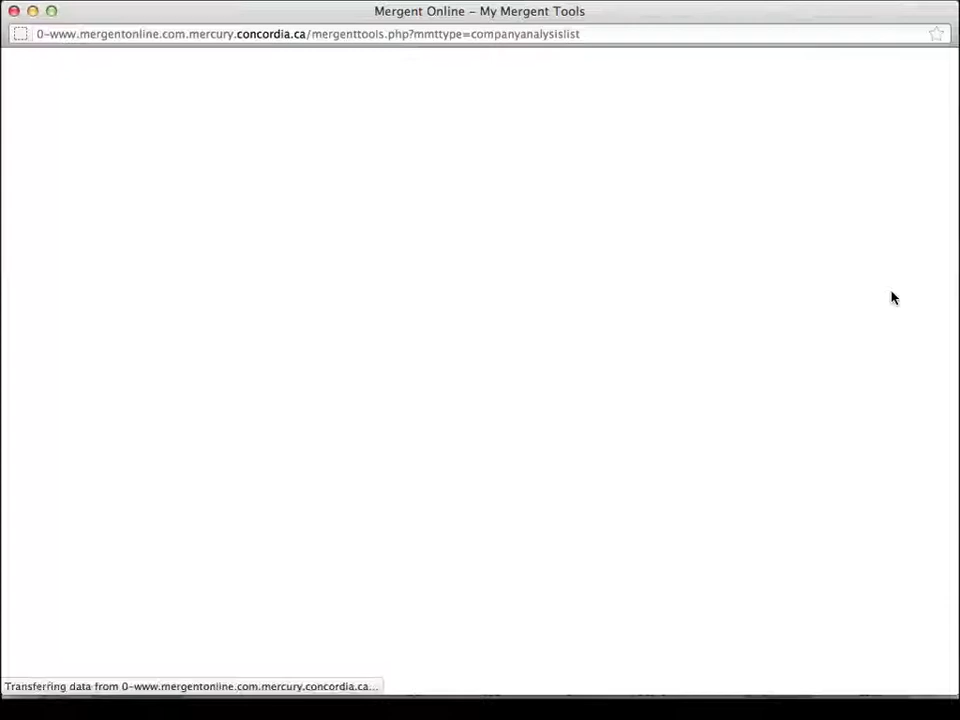 Mergent Online – My Mergent Tools
0-www.mergentonline.com.mercury.concordia.ca/mergenttools.php?mmttype=companyanalysislist
Transferring data from 0-www.mergentonline.com.mercury.concordia.ca...